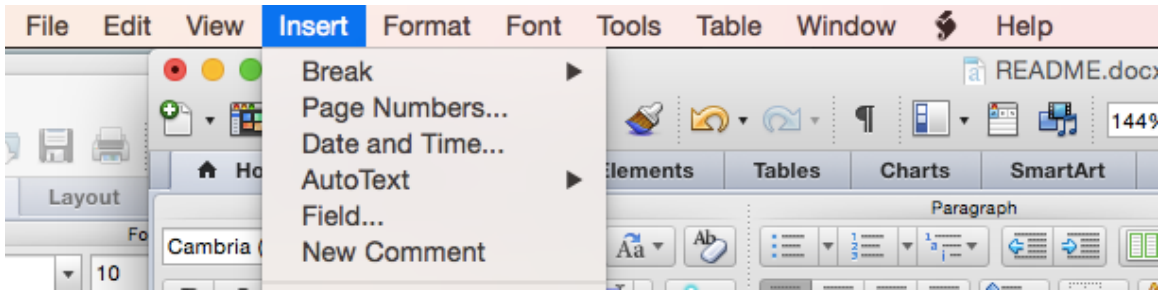 File Edit View Insert Format Font Tools Table Window Help
Break
README.docx
Page Numbers...
144%
Date and Time...
Elements Tables Charts SmartArt
AutoText
Layout
Paragraph
Field...
Cambria
New Comment
10